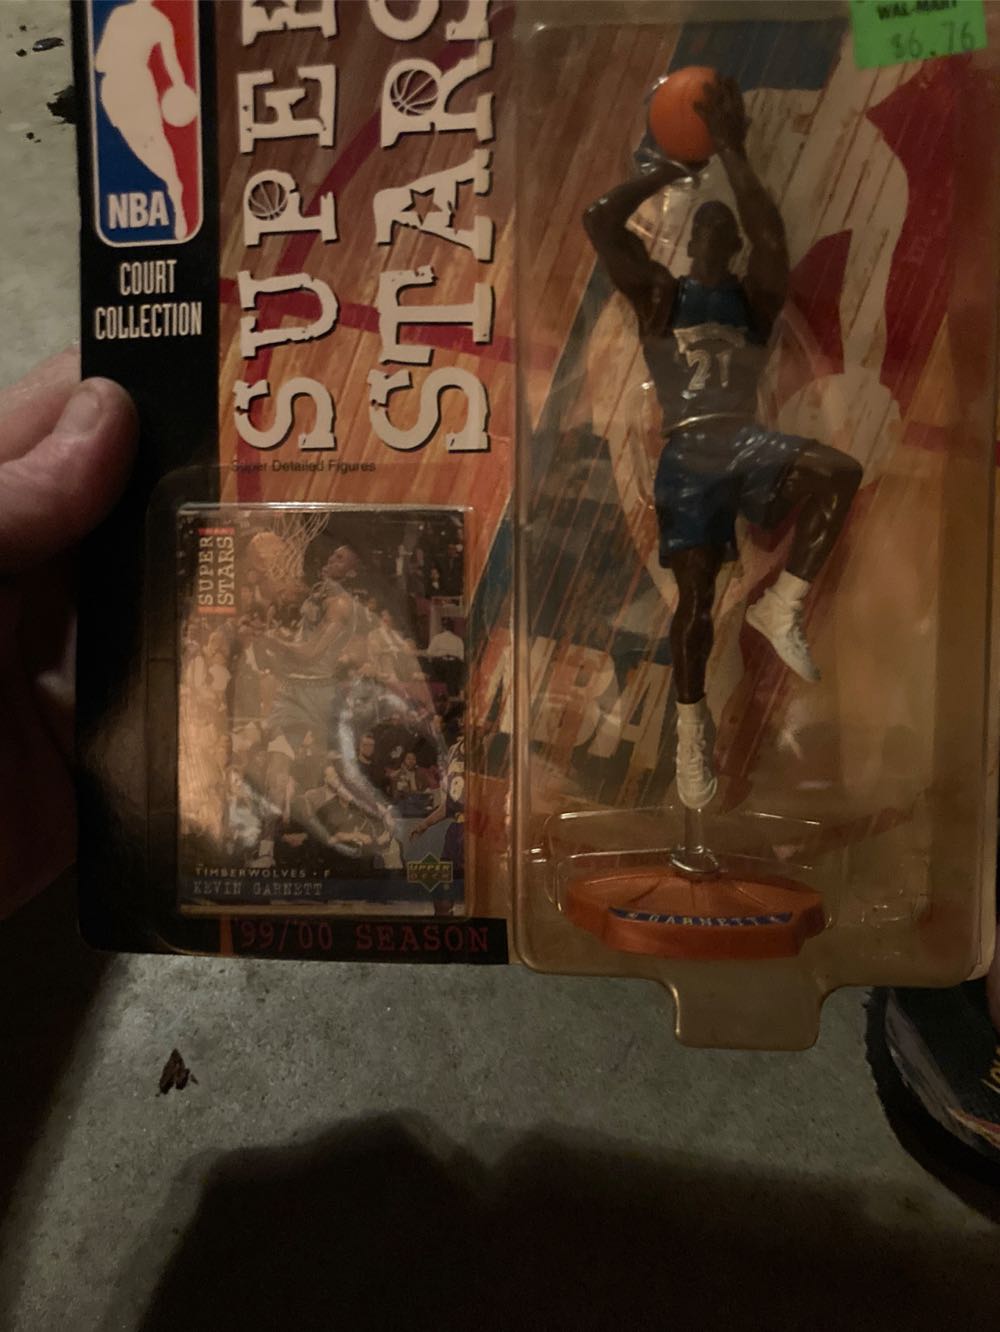 WAL-MART
$6.76
NBA
COURT
COLLECTION
SUPER
STARS
Super Detailed Figures
21
SUPER
STARS
TIMBERWOLVES • F
KEVIN GARNETT
UPPER
DECK
'99/'00 SEASON
NBA
GARNETT